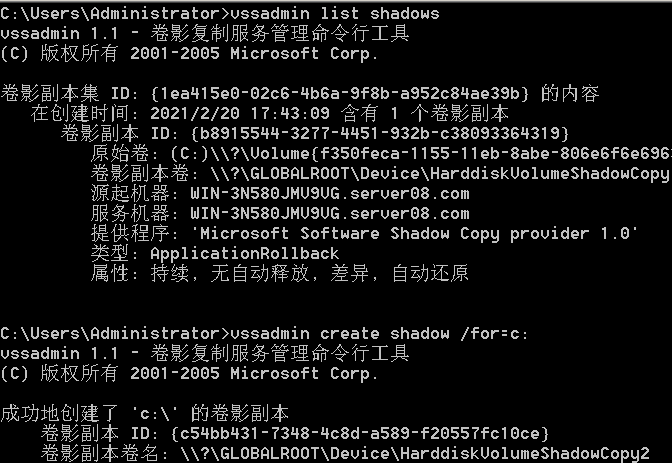 C:\Users\Administrator>vssadmin list shadows
vssadmin 1.1 - 卷影复制服务管理命令行工具
(C) 版权所有 2001-2005 Microsoft Corp.
卷影副本集 ID: {1ea415e0-02c6-4b6a-9f8b-a952c84ae39b} 的内容
在创建时间: 2021/2/20 17:43:09 含有 1 个卷影副本
卷影副本 ID: {b8915544-3277-4451-932b-c38093364319}
原始卷: (C:)\\?\Volume{f350feca-1155-11eb-8abe-806e6f6e696
卷影副本卷: \\?\GLOBALROOT\Device\HarddiskVolumeShadowCopy
源起机器: WIN-3N580JMV9VG.server08.com
服务机器: WIN-3N580JMV9VG.server08.com
提供程序: 'Microsoft Software Shadow Copy provider 1.0'
类型: ApplicationRollback
属性: 持续, 无自动释放, 差异, 自动还原
C:\Users\Administrator>vssadmin create shadow /for=c:
vssadmin 1.1 - 卷影复制服务管理命令行工具
(C) 版权所有 2001-2005 Microsoft Corp.
成功地创建了 'c:\' 的卷影副本
卷影副本 ID: {c54bb431-7348-4c8d-a589-f20557fc10ce}
卷影副本卷名: \\?\GLOBALROOT\Device\HarddiskVolumeShadowCopy2